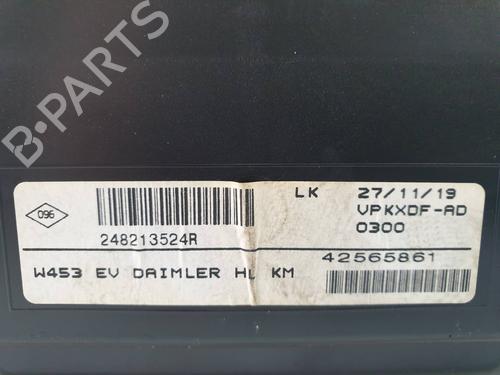 LK 27/11/19
096
VPKXDF-AD
248213524R
0300
W453 EV DAIMLER HL KM
42565861
B-PARTS